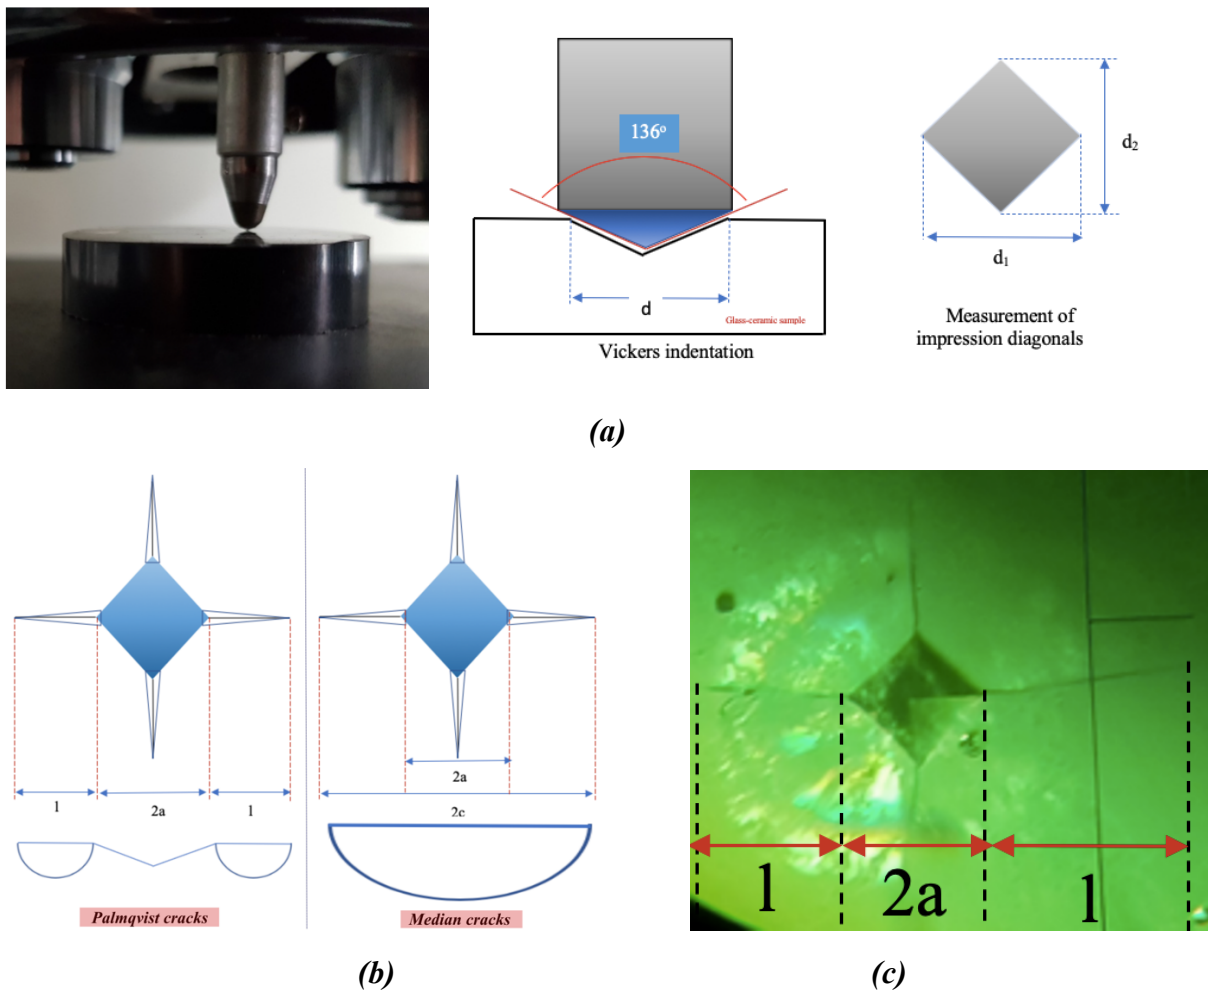 136º
d
Glass-ceramic sample
Vickers indentation
d₂
d₁
Measurement of
impression diagonals
(a)
l
2a
l
Palmqvist cracks
2a
2c
Median cracks
(b)
l
2a
l
(c)